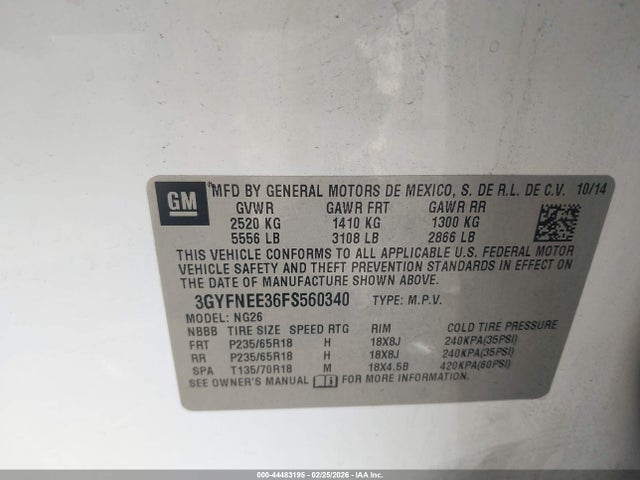 GM
MFD BY GENERAL MOTORS DE MEXICO, S. DE R.L. DE C.V. 10/14
GVWR GAWR FRT GAWR RR
2520 KG 1410 KG 1300 KG
5556 LB 3108 LB 2866 LB
THIS VEHICLE CONFORMS TO ALL APPLICABLE U.S. FEDERAL MOTOR
VEHICLE SAFETY AND THEFT PREVENTION STANDARDS IN EFFECT ON
THE DATE OF MANUFACTURE SHOWN ABOVE.
3GYFNEE36FS560340 TYPE: M.P.V.
MODEL: NG26
NBBB TIRE SIZE SPEED RTG RIM COLD TIRE PRESSURE
FRT P235/65R18 H 18X8J 240KPA(35PSI)
RR P235/65R18 H 18X8J 240KPA(35PSI)
SPA T135/70R18 M 18X4.5B 420KPA(60PSI)
SEE OWNER'S MANUAL FOR MORE INFORMATION.
000-44483195 - 02/25/2026 - IAA Holdings, LLC.